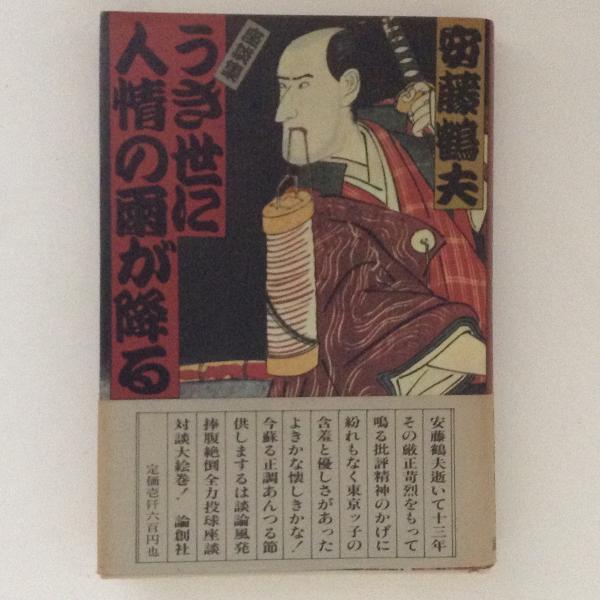 安藤鶴夫
座談集
うき世に
人情の雨が降る
安藤鶴夫逝いて十三年
その厳正苛烈をもって
鳴る批評精神のかげに
紛れもなく東京ッ子の
含羞と優しさがあった
よきかな懐しきかな！
今蘇る正調あんつる節
供しまするは談論風発
捧腹絶倒全力投球座談
対談大絵巻！　論創社
定価壱仟六百円也